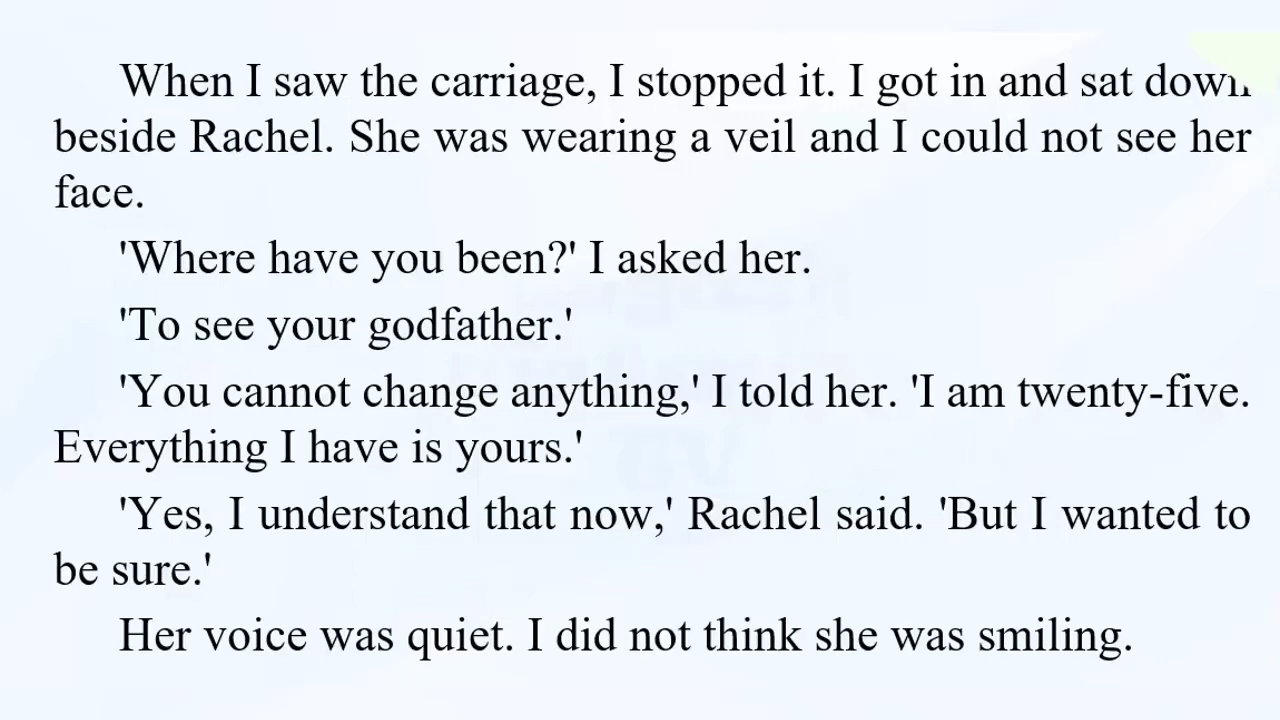 When I saw the carriage, I stopped it. I got in and sat down
beside Rachel. She was wearing a veil and I could not see her
face.
'Where have you been?' I asked her.
'To see your godfather.'
'You cannot change anything,' I told her. 'I am twenty-five.
Everything I have is yours.'
'Yes, I understand that now,' Rachel said. 'But I wanted to
be sure.'
Her voice was quiet. I did not think she was smiling.